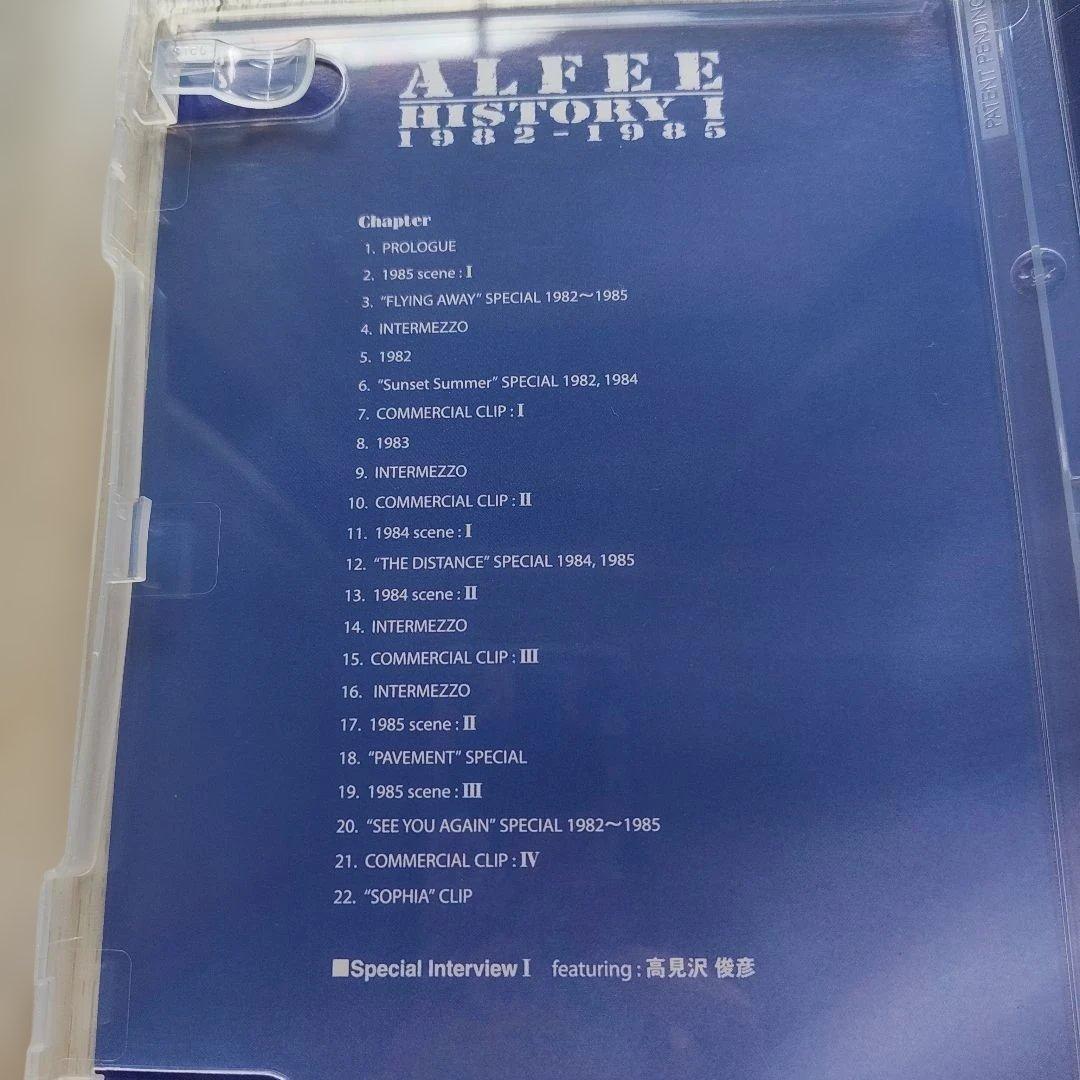 ALFEE
HISTORY I
1982-1985
Chapter
1. PROLOGUE
2. 1985 scene : I
3. "FLYING AWAY" SPECIAL 1982〜1985
4. INTERMEZZO
5. 1982
6. "Sunset Summer" SPECIAL 1982, 1984
7. COMMERCIAL CLIP : I
8. 1983
9. INTERMEZZO
10. COMMERCIAL CLIP : II
11. 1984 scene : I
12. "THE DISTANCE" SPECIAL 1984, 1985
13. 1984 scene : II
14. INTERMEZZO
15. COMMERCIAL CLIP : III
16. INTERMEZZO
17. 1985 scene : II
18. "PAVEMENT" SPECIAL
19. 1985 scene : III
20. "SEE YOU AGAIN" SPECIAL 1982〜1985
21. COMMERCIAL CLIP : IV
22. "SOPHIA" CLIP
■Special Interview I featuring : 高見沢 俊彦
PATENT PENDING